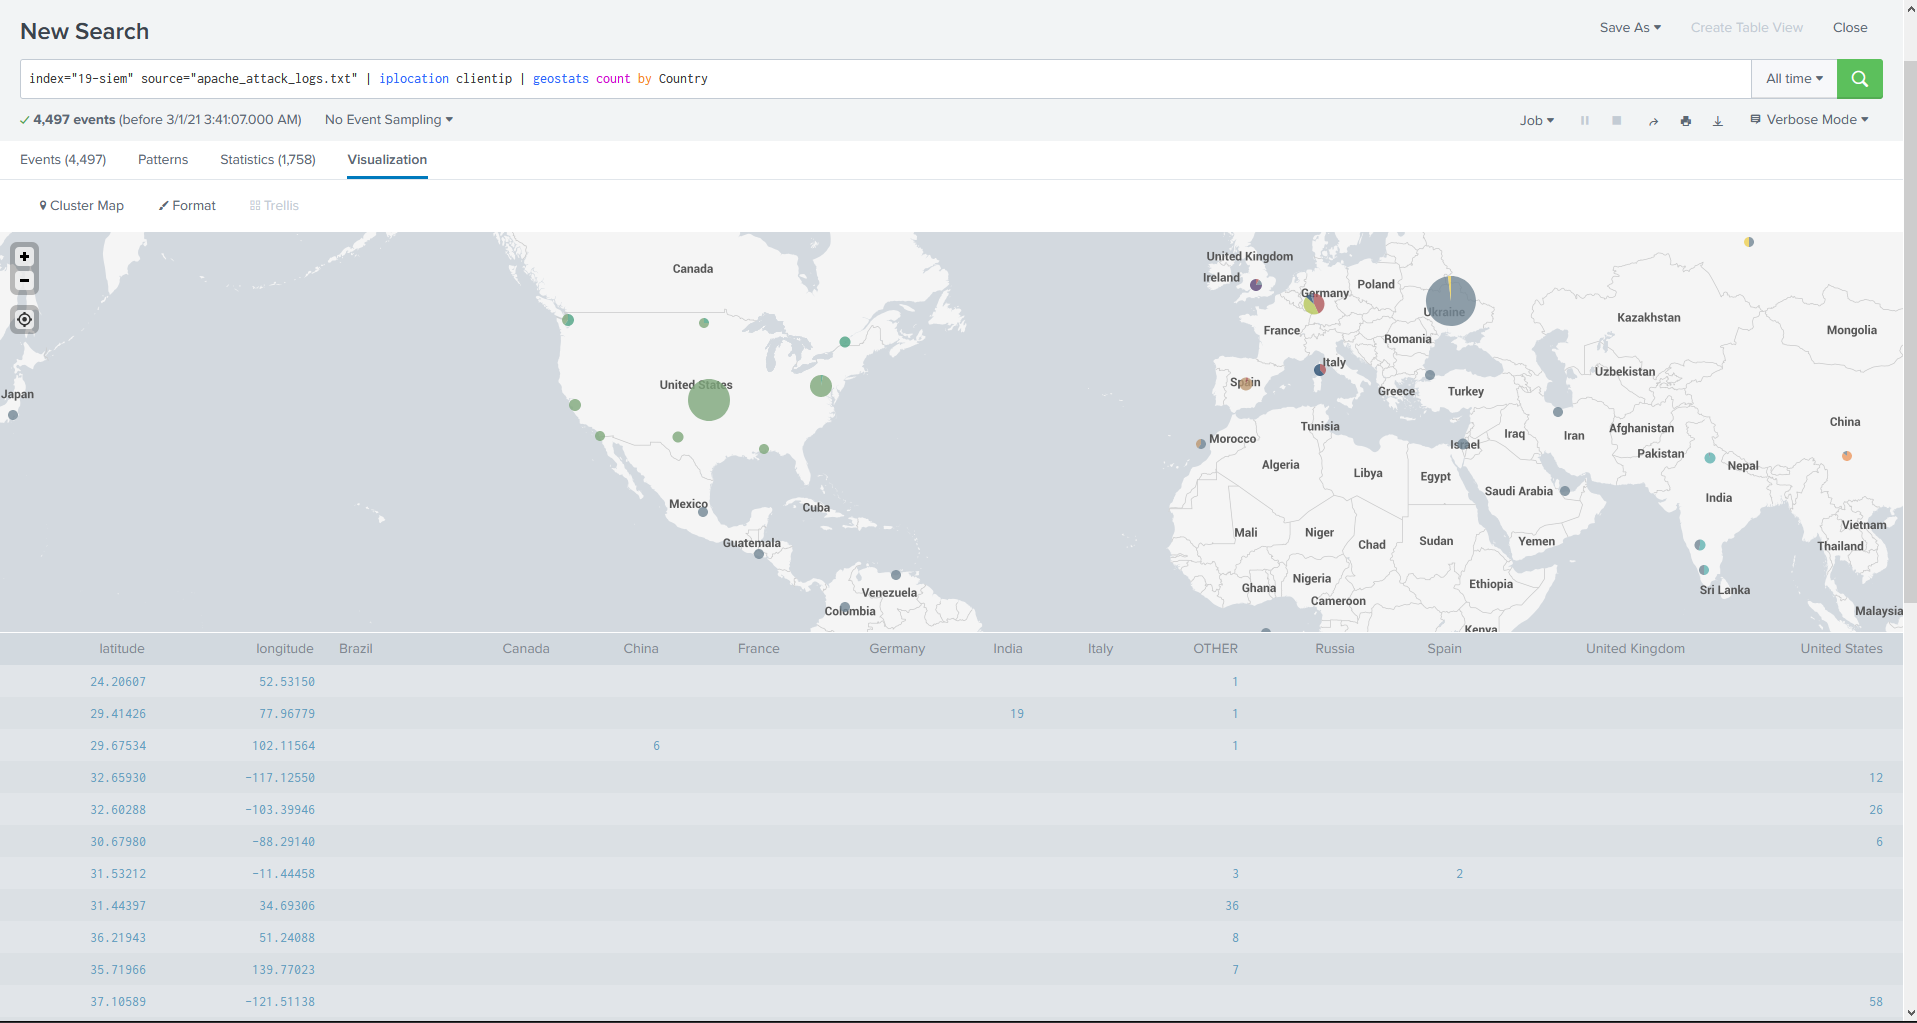 New Search
Save As Create Table View Close
index="19-siem" source="apache_attack_logs.txt" | iplocation clientip | geostats count by Country
All time
4,497 events (before 3/1/21 3:41:07.000 AM) No Event Sampling
Job Verbose Mode
Events (4,497) Patterns Statistics (1,758) Visualization
Cluster Map Format Trellis
+
−
Canada
United Kingdom
Ireland
Poland
Germany
Ukraine
Kazakhstan
France
Mongolia
Romania
Italy
Uzbekistan
United States
Spain
Japan
Greece
Turkey
China
Tunisia
Afghanistan
Morocco
Iraq
Iran
Israel
Pakistan
Algeria
Nepal
Libya
Egypt
Saudi Arabia
India
Mexico
Cuba
Vietnam
Mali
Niger
Guatemala
Chad
Sudan
Yemen
Thailand
Nigeria
Ethiopia
Venezuela
Ghana
Sri Lanka
Cameroon
Colombia
Malaysia
Kenya
latitude longitude Brazil Canada China France Germany India Italy OTHER Russia Spain United Kingdom United States
24.20607 52.53150 1
29.41426 77.96779 19 1
29.67534 102.11564 6 1
32.65930 -117.12550 12
32.60288 -103.39946 26
30.67980 -88.29140 6
31.53212 -11.44458 3 2
31.44397 34.69306 36
36.21943 51.24088 8
35.71966 139.77023 7
37.10589 -121.51138 58